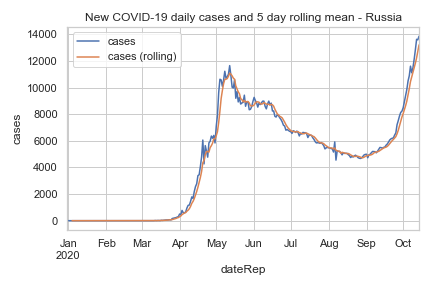 New COVID-19 daily cases and 5 day rolling mean - Russia
14000
12000
10000
8000
6000
4000
2000
0
cases
cases
cases (rolling)
Jan Feb Mar Apr May Jun Jul Aug Sep Oct
2020
dateRep